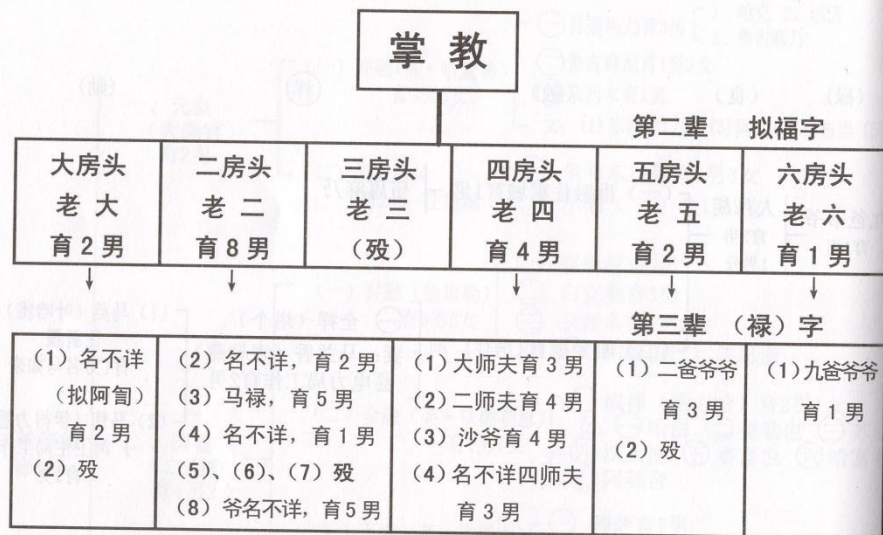 掌 教
第二辈 拟福字
大房头
老 大
育2男
二房头
老 二
育8男
三房头
老 三
(殁)
四房头
老 四
育4男
五房头
老 五
育2男
六房头
老 六
育1男
第三辈 (禄)字
(1)名不详
(拟阿訇)
育2男
(2)殁
(2)名不详,育2男
(3)马禄,育5男
(4)名不详,育1男
(5)、(6)、(7)殁
(8)爷名不详,育5男
(1)大师夫育3男
(2)二师夫育4男
(3)沙爷育4男
(4)名不详四师夫
育3男
(1)二爸爷爷
育3男
(2)殁
(1)九爸爷爷
育1男